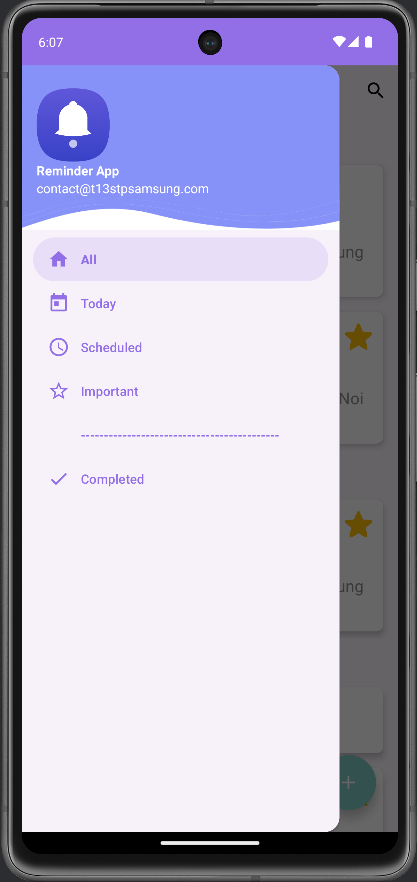 6:07
Reminder App
contact@t13stpsamsung.com
ung
All
Today
Scheduled
Important
Noi
-------------------------------------------
Completed
ung
+